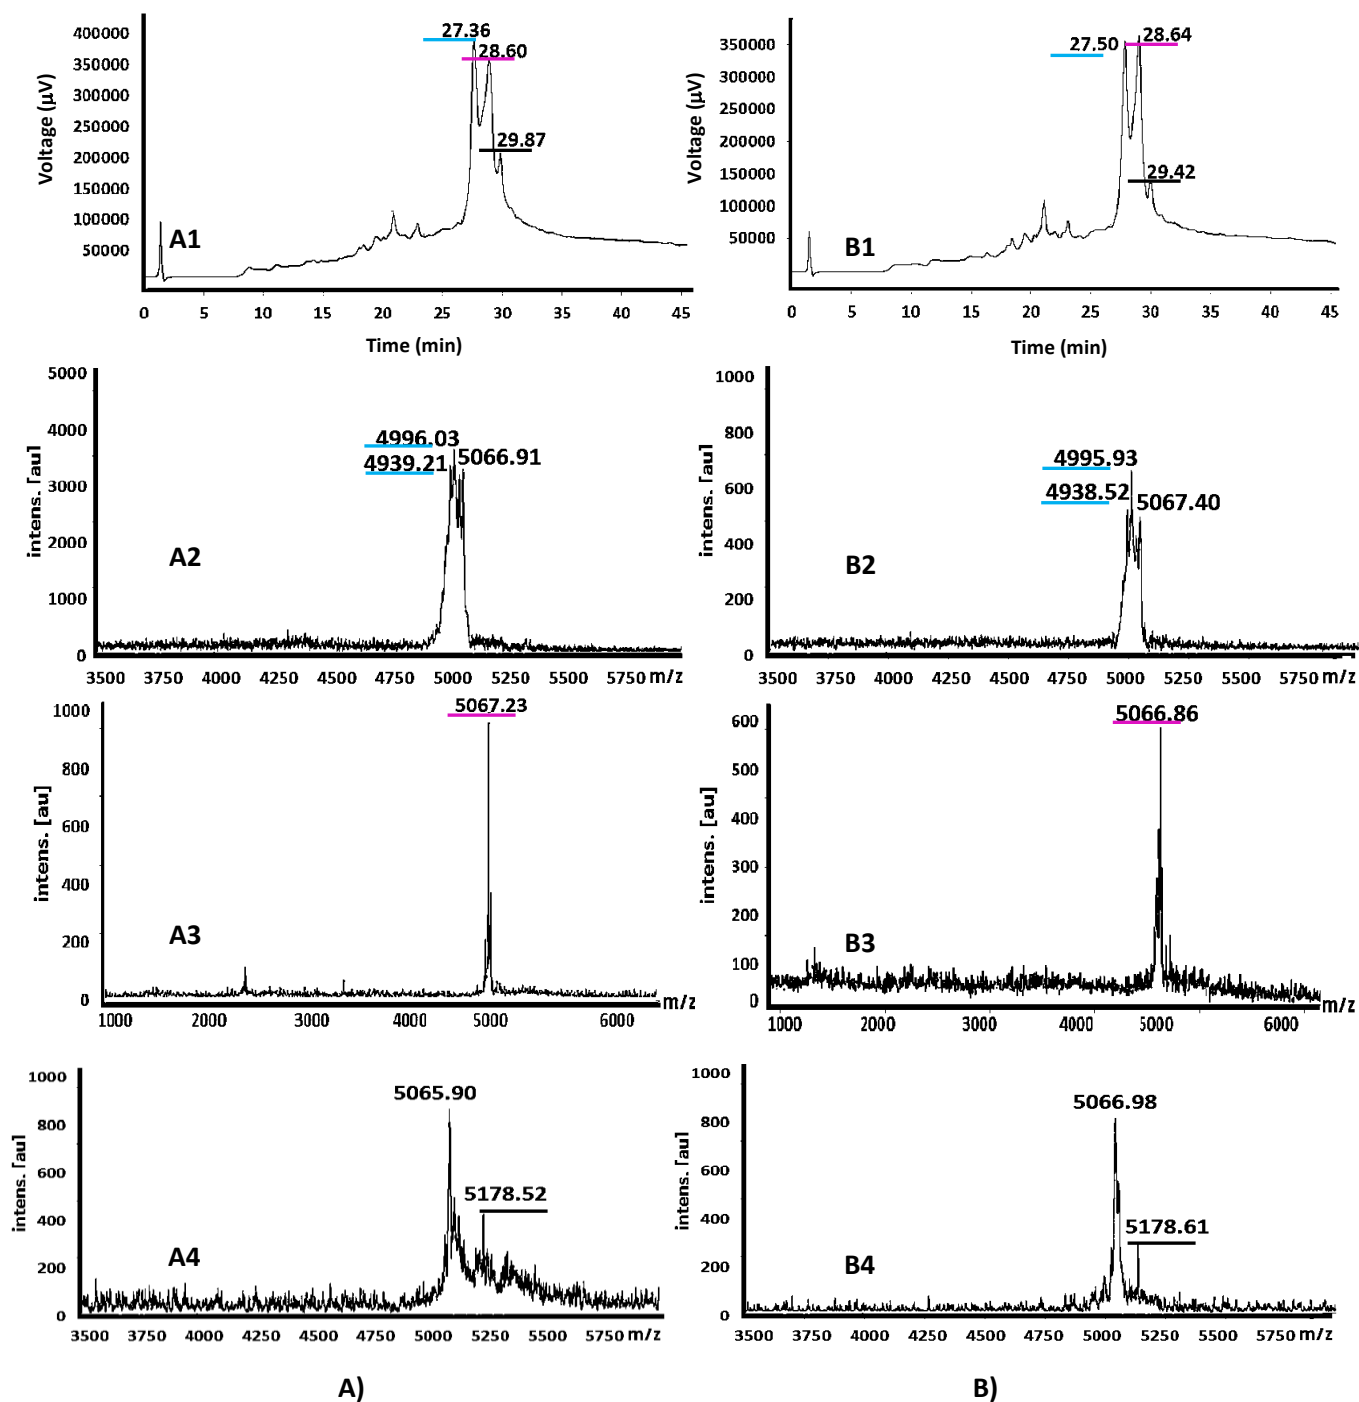 27.36
28.60
29.87
400000
350000
300000
250000
200000
150000
100000
50000
Voltage (µV)
A1
0 5 10 15 20 25 30 35 40 45
Time (min)
27.50
28.64
29.42
350000
300000
250000
200000
150000
100000
50000
Voltage (µV)
B1
0 5 10 15 20 25 30 35 40 45
Time (min)
5000
4000
3000
2000
1000
0
intens. [au]
4996.03
4939.21
5066.91
A2
3500 3750 4000 4250 4500 4750 5000 5250 5500 5750 m/z
1000
800
600
400
200
0
intens. [au]
4995.93
4938.52
5067.40
B2
3500 3750 4000 4250 4500 4750 5000 5250 5500 5750 m/z
1000
800
600
400
200
0
intens. [au]
5067.23
A3
m/z
1000 2000 3000 4000 5000 6000
600
500
400
300
200
100
0
intens. [au]
5066.86
B3
m/z
1000 2000 3000 4000 5000 6000
1000
800
600
400
200
0
intens. [au]
5065.90
5178.52
A4
3500 3750 4000 4250 4500 4750 5000 5250 5500 5750 m/z
1000
800
600
400
200
0
intens. [au]
5066.98
5178.61
B4
3500 3750 4000 4250 4500 4750 5000 5250 5500 5750 m/z
A)
B)